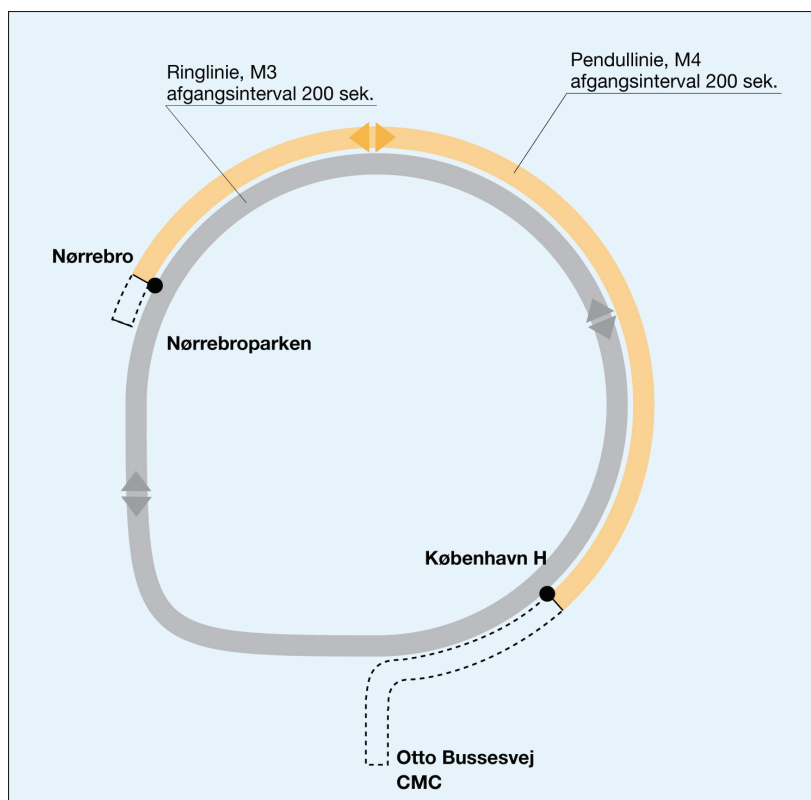 Ringlinie, M3
afgangsinterval 200 sek.
Pendullinie, M4
afgangsinterval 200 sek.
Nørrebro
Nørrebroparken
København H
Otto Bussesvej
CMC